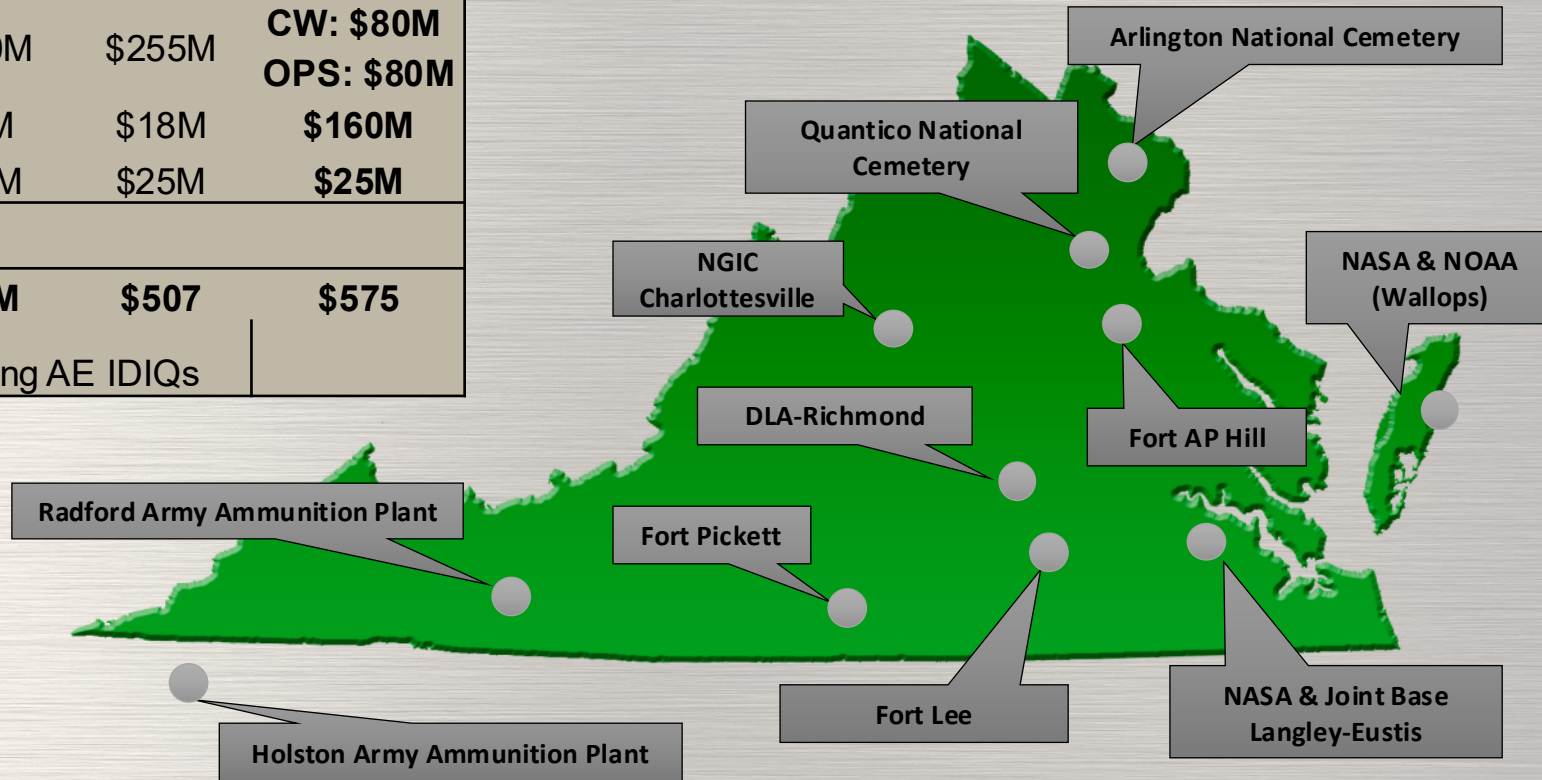 $255M
CW: $80M
OPS: $80M
$18M
$160M
$25M
$25M
$507
$575
AE IDIQs
Arlington National Cemetery
Quantico National
Cemetery
NGIC
Charlottesville
NASA & NOAA
(Wallops)
DLA-Richmond
Fort AP Hill
Radford Army Ammunition Plant
Fort Pickett
Fort Lee
NASA & Joint Base
Langley-Eustis
Holston Army Ammunition Plant